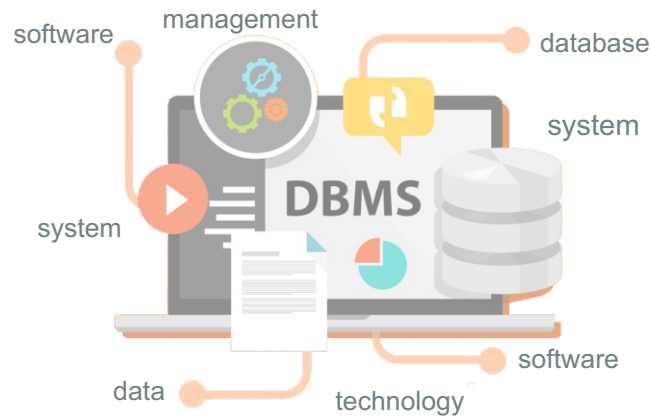 management
software
database
system
DBMS
system
software
data
technology